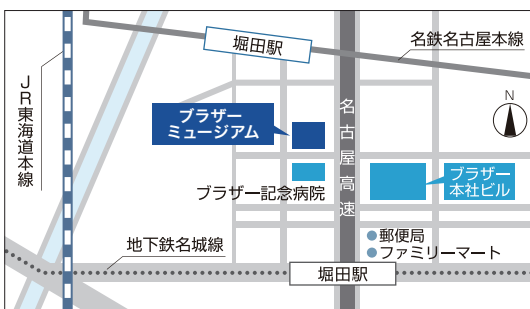 堀田駅
名鉄名古屋本線
JR東海道本線
ブラザー
ミュージアム
名古屋高速
N
ブラザー記念病院
ブラザー
本社ビル
郵便局
ファミリーマート
地下鉄名城線
堀田駅